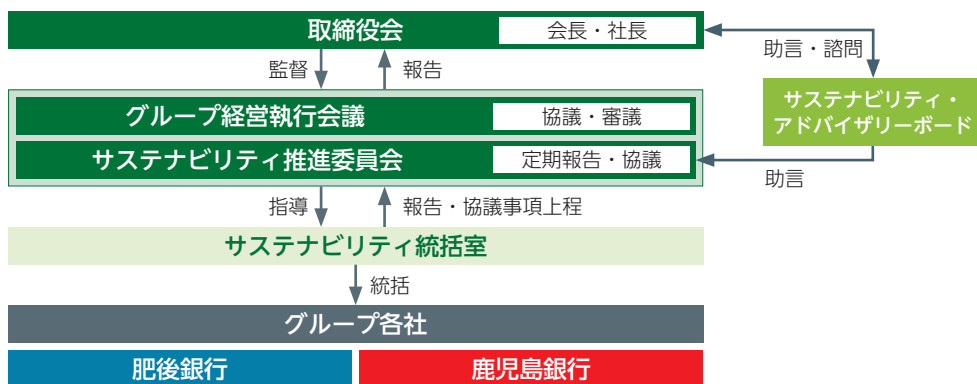 取締役会
会長・社長
助言・諮問
監督
報告
サステナビリティ・
アドバイザリーボード
グループ経営執行会議
協議・審議
サステナビリティ推進委員会
定期報告・協議
助言
指導
報告・協議事項上程
サステナビリティ統括室
統括
グループ各社
肥後銀行
鹿児島銀行